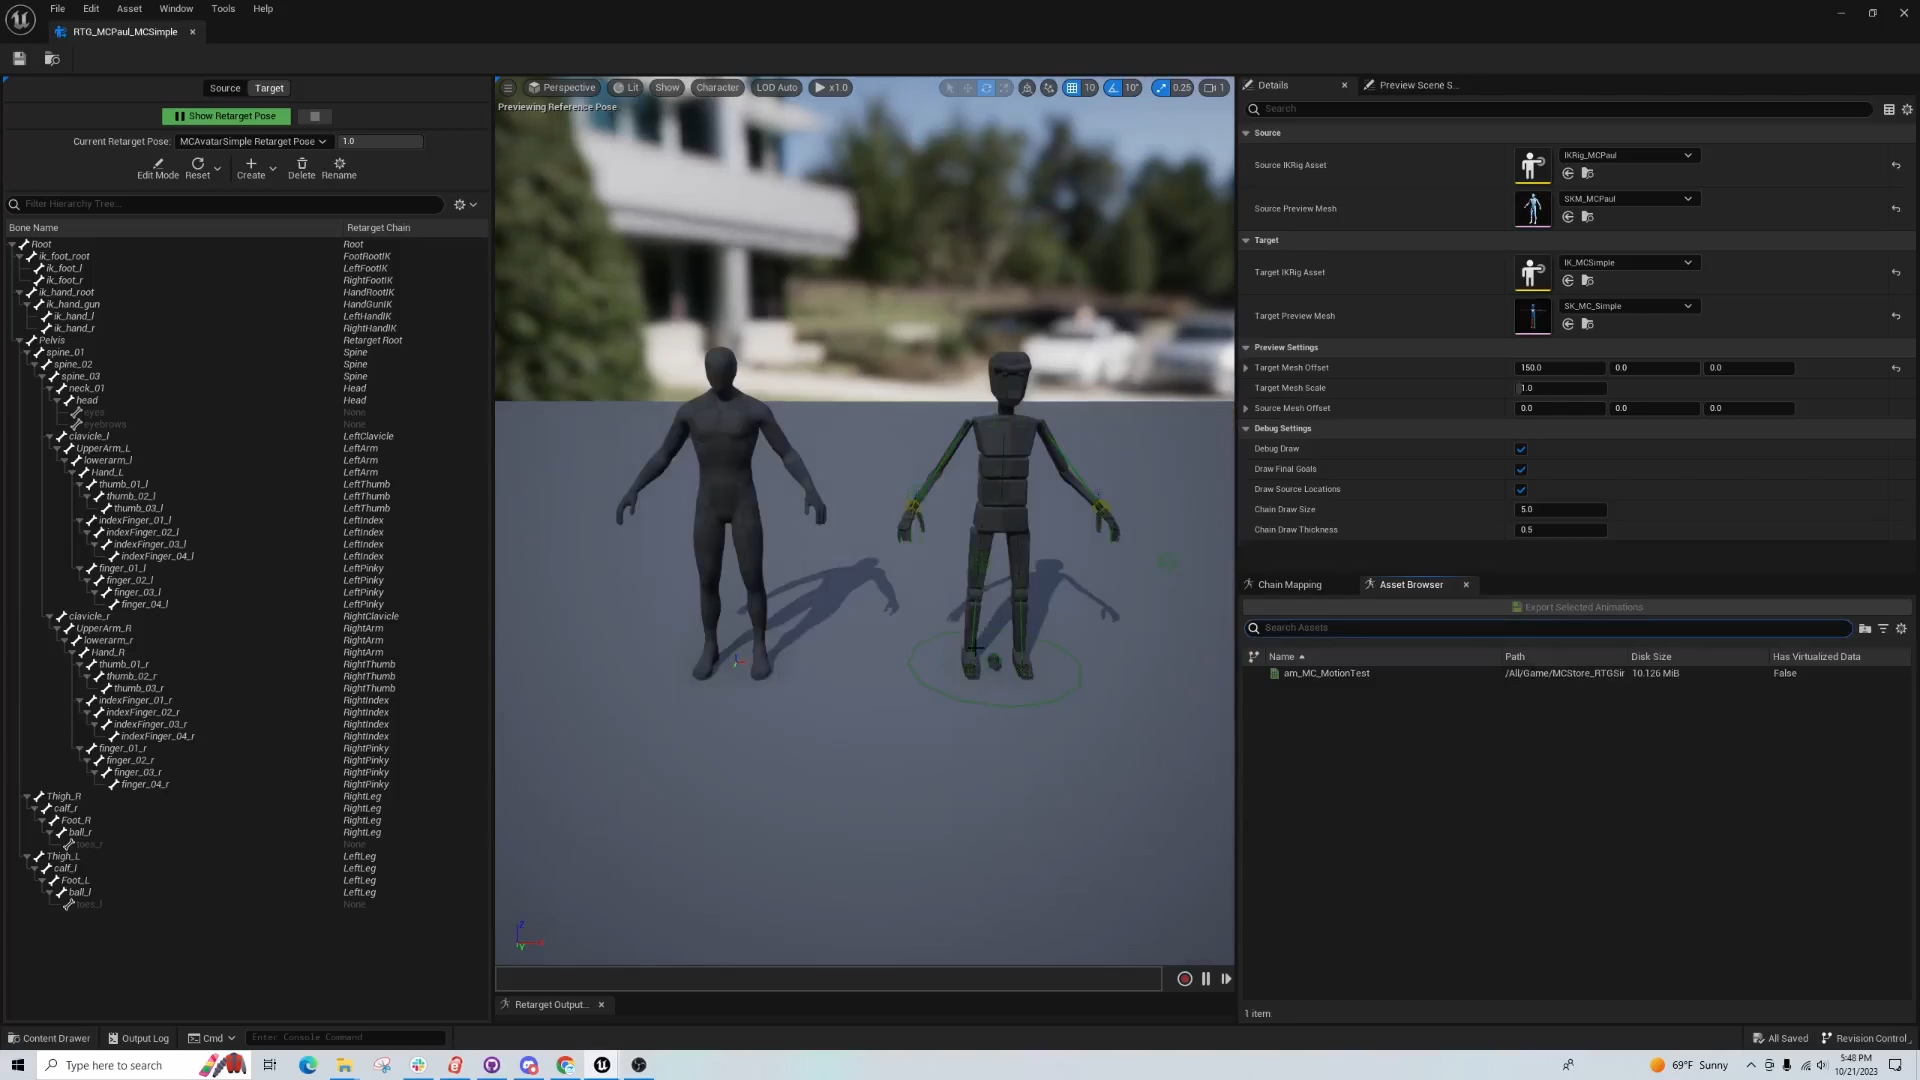 File Edit Asset Window Tools Help
RTG_MCPaul_MCSimple
Source Target
Show Retarget Pose
Current Retarget Pose: MCAvatarSimple Retarget Pose 1.0
Edit Mode Reset Create Delete Rename
Filter Hierarchy Tree...
Bone Name Retarget Chain
Root Root
ik_foot_root FootRootIK
ik_foot_l LeftFootIK
ik_foot_r RightFootIK
ik_hand_root HandRootIK
ik_hand_gun HandGunIK
ik_hand_l LeftHandIK
ik_hand_r RightHandIK
Pelvis Retarget Root
spine_01 Spine
spine_02 Spine
spine_03 Spine
neck_01 Head
head Head
eyes None
eyebrows None
clavicle_l LeftClavicle
UpperArm_L LeftArm
lowerarm_l LeftArm
Hand_L LeftArm
thumb_01_l LeftThumb
thumb_02_l LeftThumb
thumb_03_l LeftThumb
indexFinger_01_l LeftIndex
indexFinger_02_l LeftIndex
indexFinger_03_l LeftIndex
indexFinger_04_l LeftIndex
finger_01_l LeftPinky
finger_02_l LeftPinky
finger_03_l LeftPinky
finger_04_l LeftPinky
clavicle_r RightClavicle
UpperArm_R RightArm
lowerarm_r RightArm
Hand_R RightArm
thumb_01_r RightThumb
thumb_02_r RightThumb
thumb_03_r RightThumb
indexFinger_01_r RightIndex
indexFinger_02_r RightIndex
indexFinger_03_r RightIndex
indexFinger_04_r RightIndex
finger_01_r RightPinky
finger_02_r RightPinky
finger_03_r RightPinky
finger_04_r RightPinky
Thigh_R RightLeg
calf_r RightLeg
Foot_R RightLeg
ball_r RightLeg
toes_r None
Thigh_L LeftLeg
calf_l LeftLeg
Foot_L LeftLeg
ball_l LeftLeg
toes_l None
Perspective Lit Show Character LOD Auto x1.0 10 10° 0.25 1
Previewing Reference Pose
Z
Y
Retarget Output...
Details Preview Scene S...
Search
Source
Source IKRig Asset IKRig_MCPaul
Source Preview Mesh SKM_MCPaul
Target
Target IKRig Asset IK_MCSimple
Target Preview Mesh SK_MC_Simple
Preview Settings
Target Mesh Offset 150.0 0.0 0.0
Target Mesh Scale 1.0
Source Mesh Offset 0.0 0.0 0.0
Debug Settings
Debug Draw
Draw Final Goals
Draw Source Locations
Chain Draw Size 5.0
Chain Draw Thickness 0.5
Chain Mapping Asset Browser
Export Selected Animations
Search Assets
Name Path Disk Size Has Virtualized Data
am_MC_MotionTest /All/Game/MCStore_RTGSir 10.126 MiB False
1 item
Content Drawer Output Log Cmd Enter Console Command All Saved Revision Control
Type here to search 69°F Sunny 5:48 PM
10/21/2023